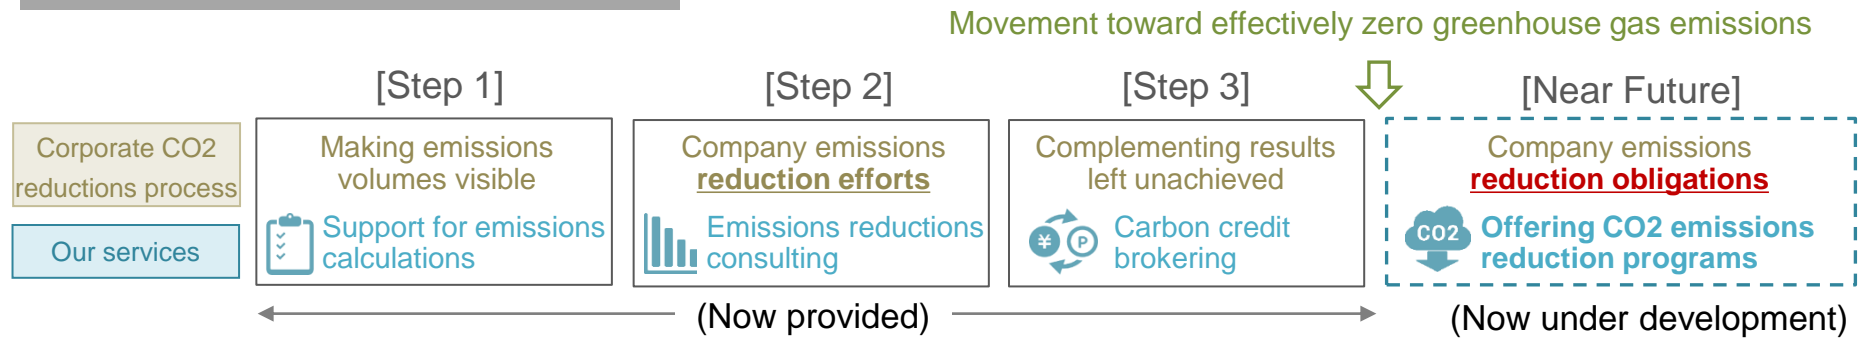 Movement toward effectively zero greenhouse gas emissions
[Step 1]
[Step 2]
[Step 3]
[Near Future]
Corporate CO2
reductions process
Making emissions
volumes visible
Company emissions
reduction efforts
Complementing results
left unachieved
Company emissions
reduction obligations
Our services
Support for emissions
calculations
Emissions reductions
consulting
¥
P
Carbon credit
brokering
CO2
Offering CO2 emissions
reduction programs
(Now provided)
(Now under development)